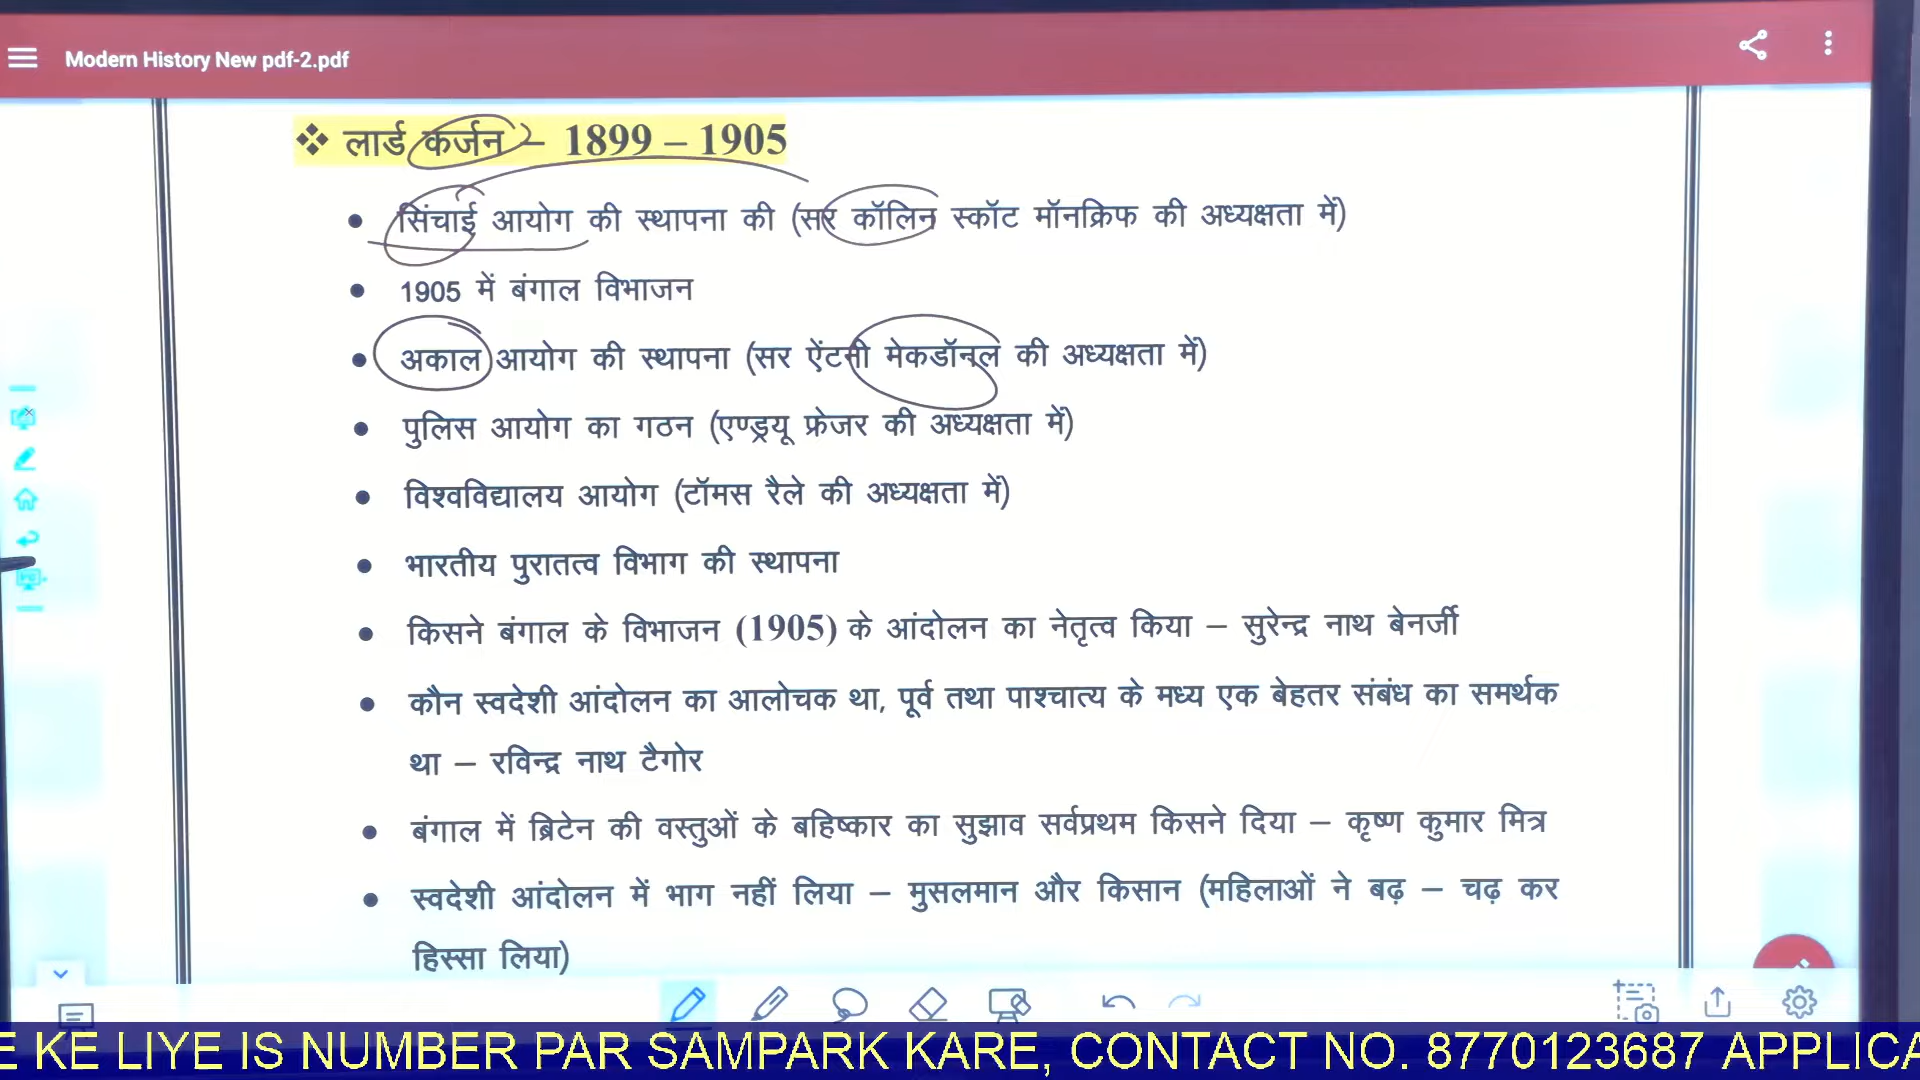 Modern History New pdf-2.pdf
❖ लार्ड कर्जन – 1899 – 1905
• सिंचाई आयोग की स्थापना की (सर कॉलिन स्कॉट मॉनक्रिफ की अध्यक्षता में)
• 1905 में बंगाल विभाजन
• अकाल आयोग की स्थापना (सर ऐंटनी मेकडॉनल की अध्यक्षता में)
• पुलिस आयोग का गठन (एण्ड्रयू फ्रेजर की अध्यक्षता में)
• विश्वविद्यालय आयोग (टॉमस रैले की अध्यक्षता में)
• भारतीय पुरातत्व विभाग की स्थापना
• किसने बंगाल के विभाजन (1905) के आंदोलन का नेतृत्व किया – सुरेन्द्र नाथ बेनर्जी
• कौन स्वदेशी आंदोलन का आलोचक था, पूर्व तथा पाश्चात्य के मध्य एक बेहतर संबंध का समर्थक
था – रविन्द्र नाथ टैगोर
• बंगाल में ब्रिटेन की वस्तुओं के बहिष्कार का सुझाव सर्वप्रथम किसने दिया – कृष्ण कुमार मित्र
• स्वदेशी आंदोलन में भाग नहीं लिया – मुसलमान और किसान (महिलाओं ने बढ़ – चढ़ कर
हिस्सा लिया)
E KE LIYE IS NUMBER PAR SAMPARK KARE, CONTACT NO. 8770123687 APPLICA